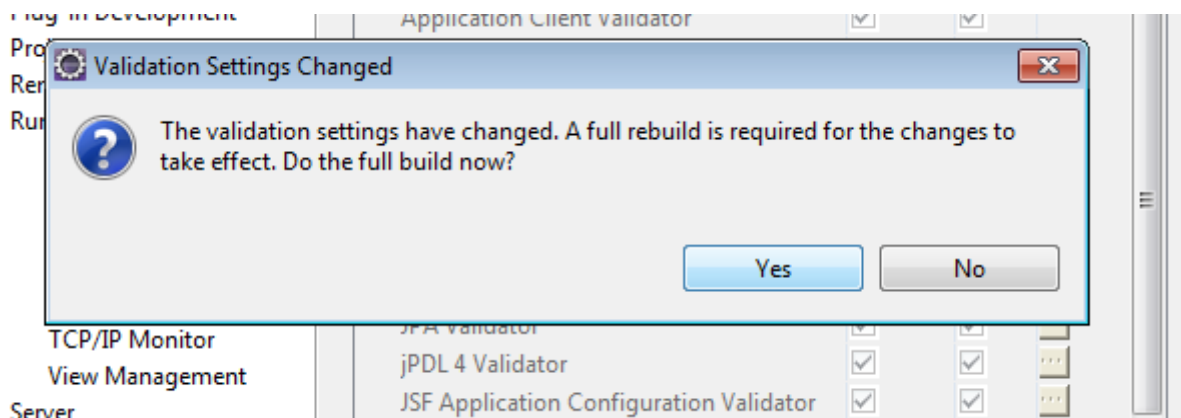 Plug-in Development
Application Client Validator
Validation Settings Changed
The validation settings have changed. A full rebuild is required for the changes to
take effect. Do the full build now?
Yes
No
JPA Validator
TCP/IP Monitor
jPDL 4 Validator
View Management
JSF Application Configuration Validator
Server